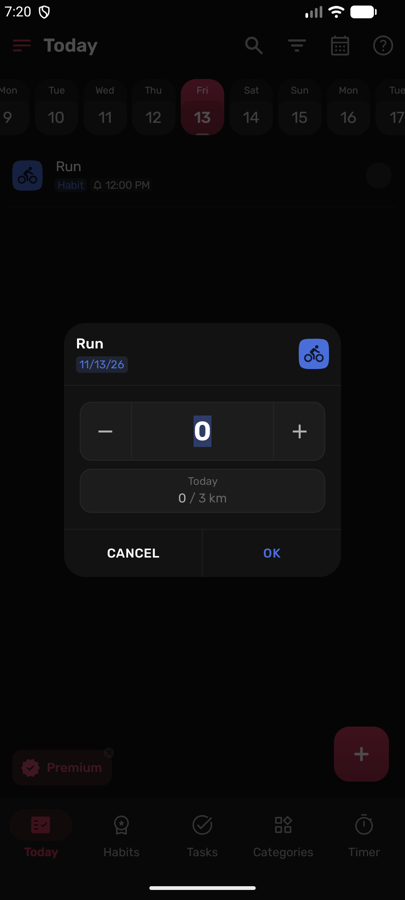 7:20
Today
Mon Tue Wed Thu Fri Sat Sun Mon Tue
9 10 11 12 13 14 15 16 17
Run
Habit 12:00 PM
Run
11/13/26
− 0 +
Today
0 / 3 km
CANCEL OK
Premium
+
Today Habits Tasks Categories Timer